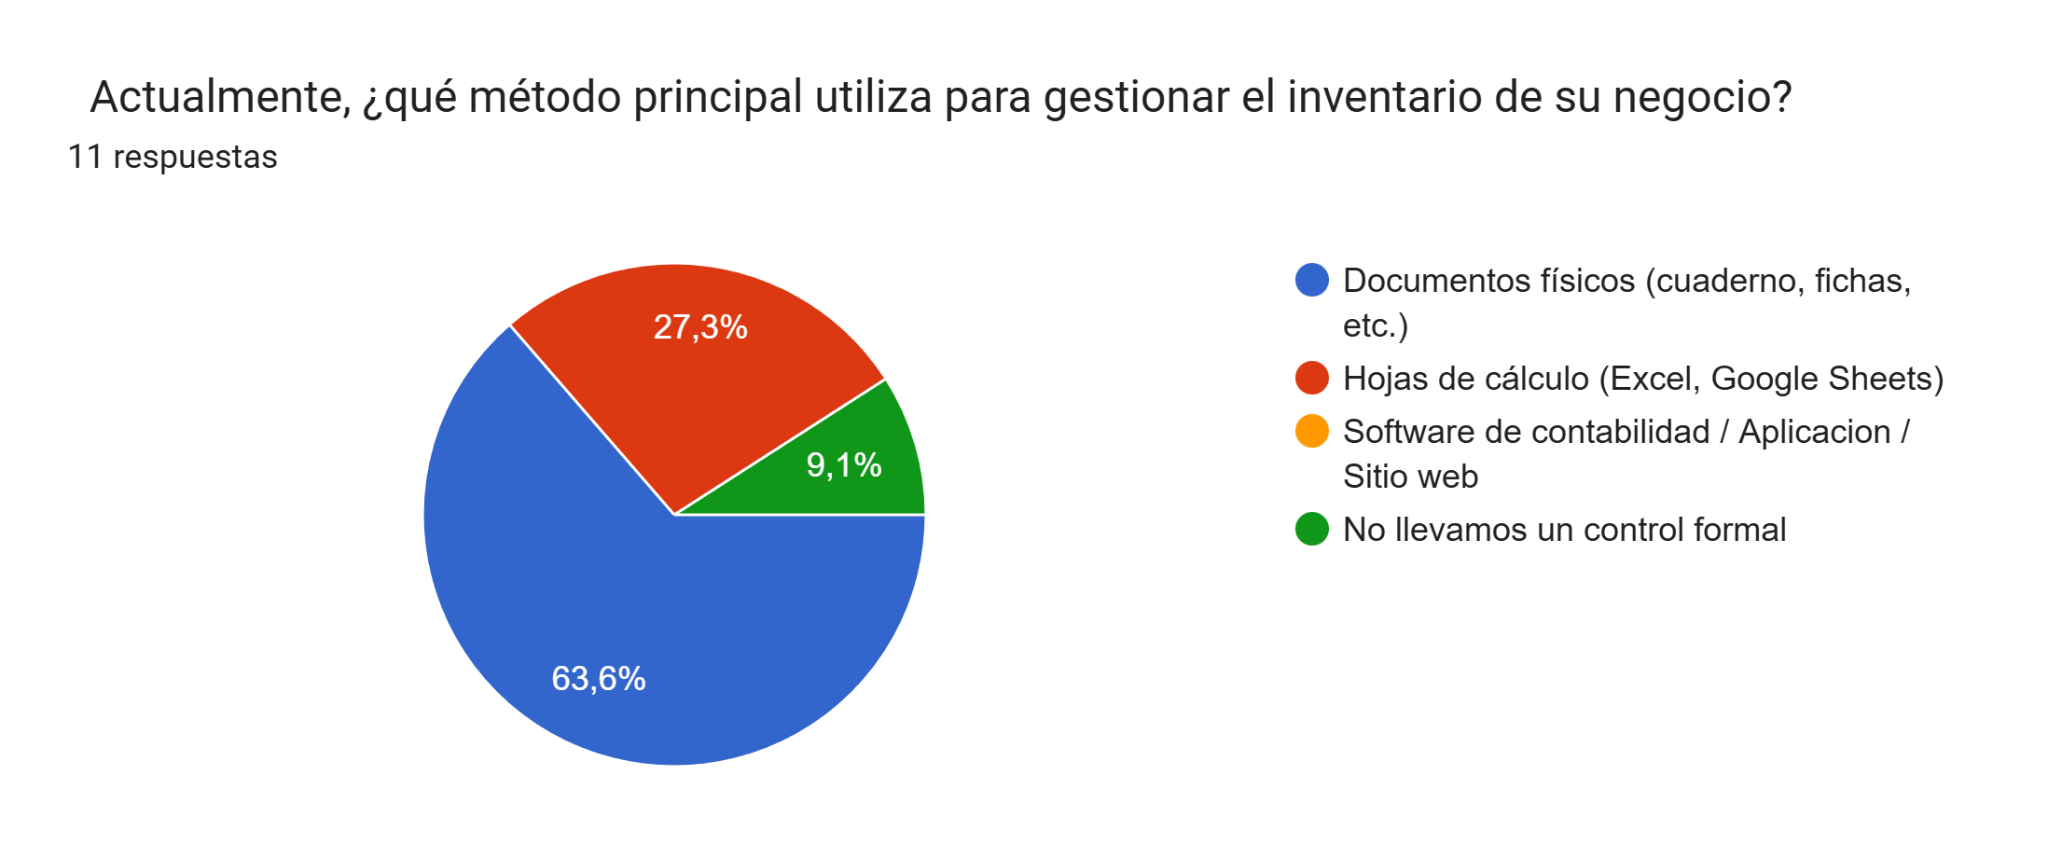 Actualmente, ¿qué método principal utiliza para gestionar el inventario de su negocio?
11 respuestas
27,3%
9,1%
63,6%
Documentos físicos (cuaderno, fichas,
etc.)
Hojas de cálculo (Excel, Google Sheets)
Software de contabilidad / Aplicacion /
Sitio web
No llevamos un control formal